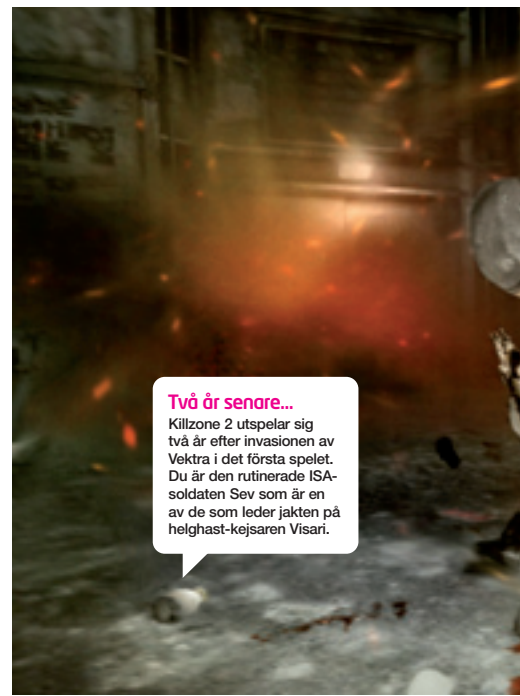 Två år senare...
Killzone 2 utspelar sig
två år efter invasionen av
Vektra i det första spelet.
Du är den rutinerade ISA-
soldaten Sev som är en
av de som leder jakten på
helghast-kejsaren Visari.